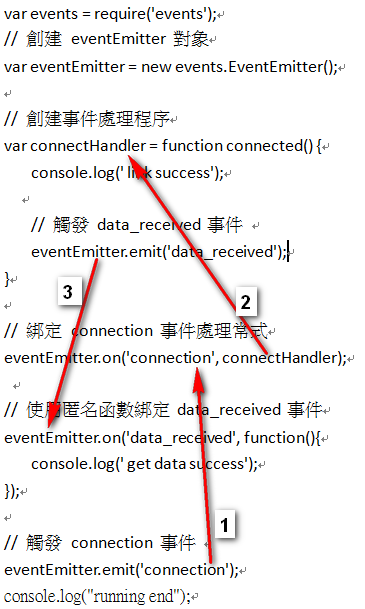 var events = require('events');
// 創建 eventEmitter 對象
var eventEmitter = new events.EventEmitter();
// 創建事件處理程序
var connectHandler = function connected() {
console.log(' link success');
// 觸發 data_received 事件
eventEmitter.emit('data_received');
}
3
2
// 綁定 connection 事件處理常式
eventEmitter.on('connection', connectHandler);
// 使用匿名函數綁定 data_received 事件
eventEmitter.on('data_received', function(){
console.log(' get data success');
});
1
// 觸發 connection 事件
eventEmitter.emit('connection');
console.log("running end");